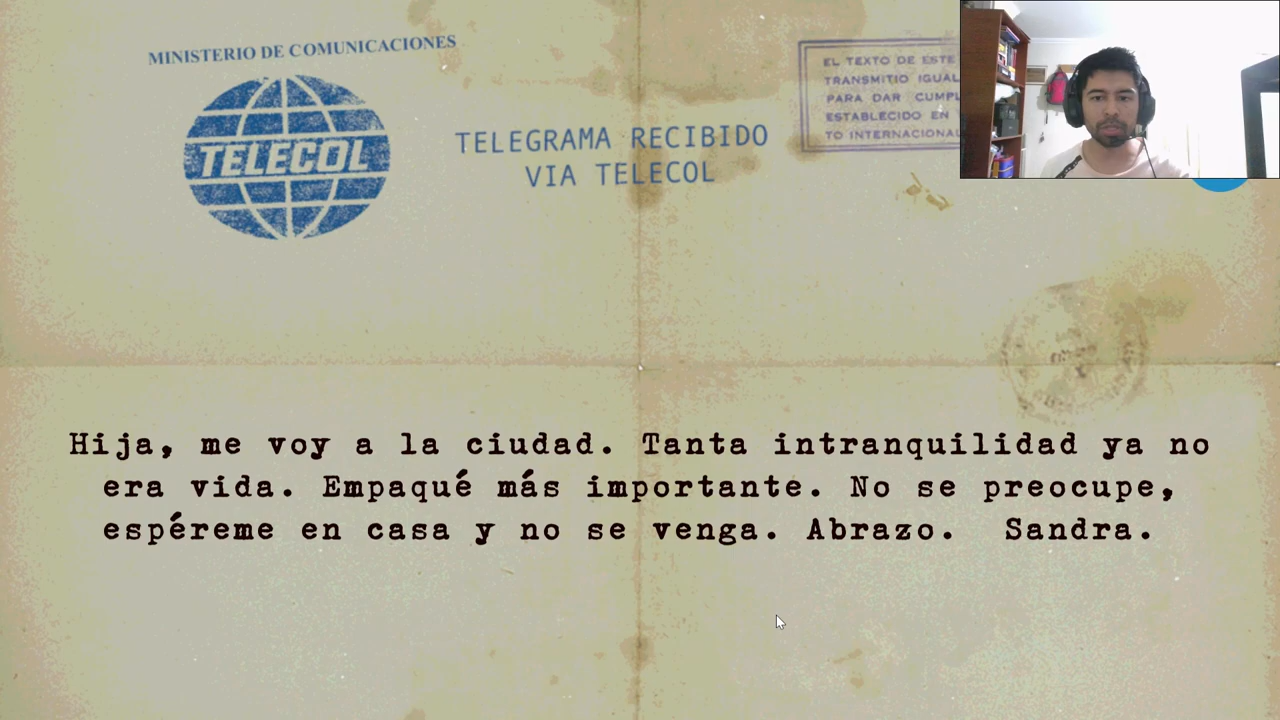 MINISTERIO DE COMUNICACIONES
TELECOL
TELEGRAMA RECIBIDO
VIA TELECOL
EL TEXTO DE ESTE
TRANSMITIO IGUAL
PARA DAR CUMPL
ESTABLECIDO EN
TO INTERNACIONAL
Hija, me voy a la ciudad. Tanta intranquilidad ya no
era vida. Empaqué más importante. No se preocupe,
espéreme en casa y no se venga. Abrazo. Sandra.